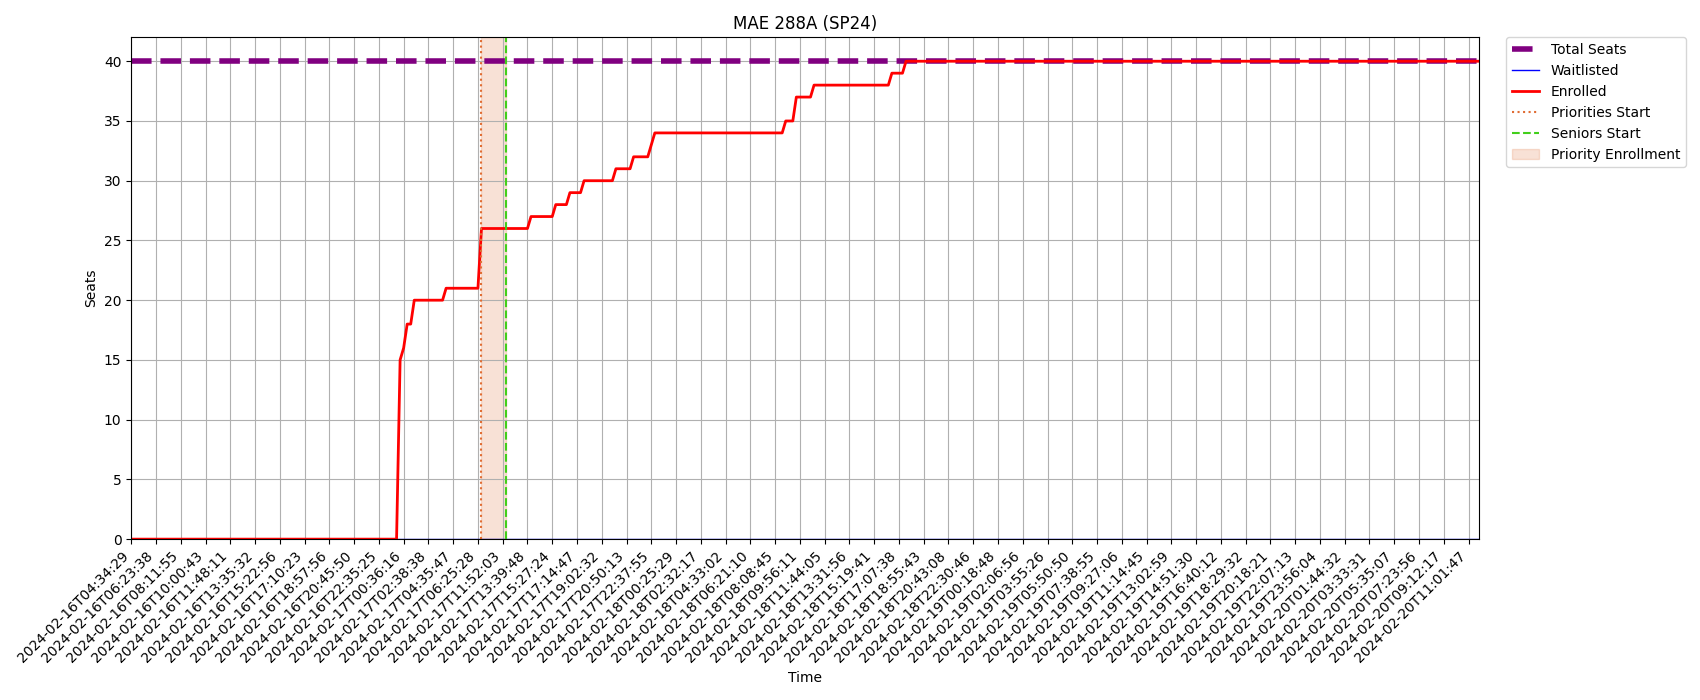 MAE 288A (SP24)
Total Seats
Waitlisted
Enrolled
Priorities Start
Seniors Start
Priority Enrollment
Seats
40
35
30
25
20
15
10
5
0
2024-02-16T04:34:29
2024-02-16T06:23:38
2024-02-16T08:11:55
2024-02-16T10:00:43
2024-02-16T11:48:11
2024-02-16T13:35:32
2024-02-16T15:22:56
2024-02-16T17:10:23
2024-02-16T18:57:56
2024-02-16T20:45:50
2024-02-16T22:35:25
2024-02-17T00:36:16
2024-02-17T02:38:38
2024-02-17T04:35:47
2024-02-17T06:25:28
2024-02-17T11:52:03
2024-02-17T13:39:48
2024-02-17T15:27:24
2024-02-17T17:14:47
2024-02-17T19:02:32
2024-02-17T20:50:13
2024-02-17T22:37:55
2024-02-18T00:25:29
2024-02-18T02:32:17
2024-02-18T04:33:02
2024-02-18T06:21:10
2024-02-18T08:08:45
2024-02-18T09:56:11
2024-02-18T11:44:05
2024-02-18T13:31:56
2024-02-18T15:19:41
2024-02-18T17:07:38
2024-02-18T18:55:43
2024-02-18T20:43:08
2024-02-18T22:30:46
2024-02-19T00:18:48
2024-02-19T02:06:56
2024-02-19T03:55:26
2024-02-19T05:50:50
2024-02-19T07:38:55
2024-02-19T09:27:06
2024-02-19T11:14:45
2024-02-19T13:02:59
2024-02-19T14:51:30
2024-02-19T16:40:12
2024-02-19T18:29:32
2024-02-19T20:18:21
2024-02-19T22:07:13
2024-02-19T23:56:04
2024-02-20T01:44:32
2024-02-20T03:33:31
2024-02-20T05:35:07
2024-02-20T07:23:56
2024-02-20T09:12:17
2024-02-20T11:01:47
Time